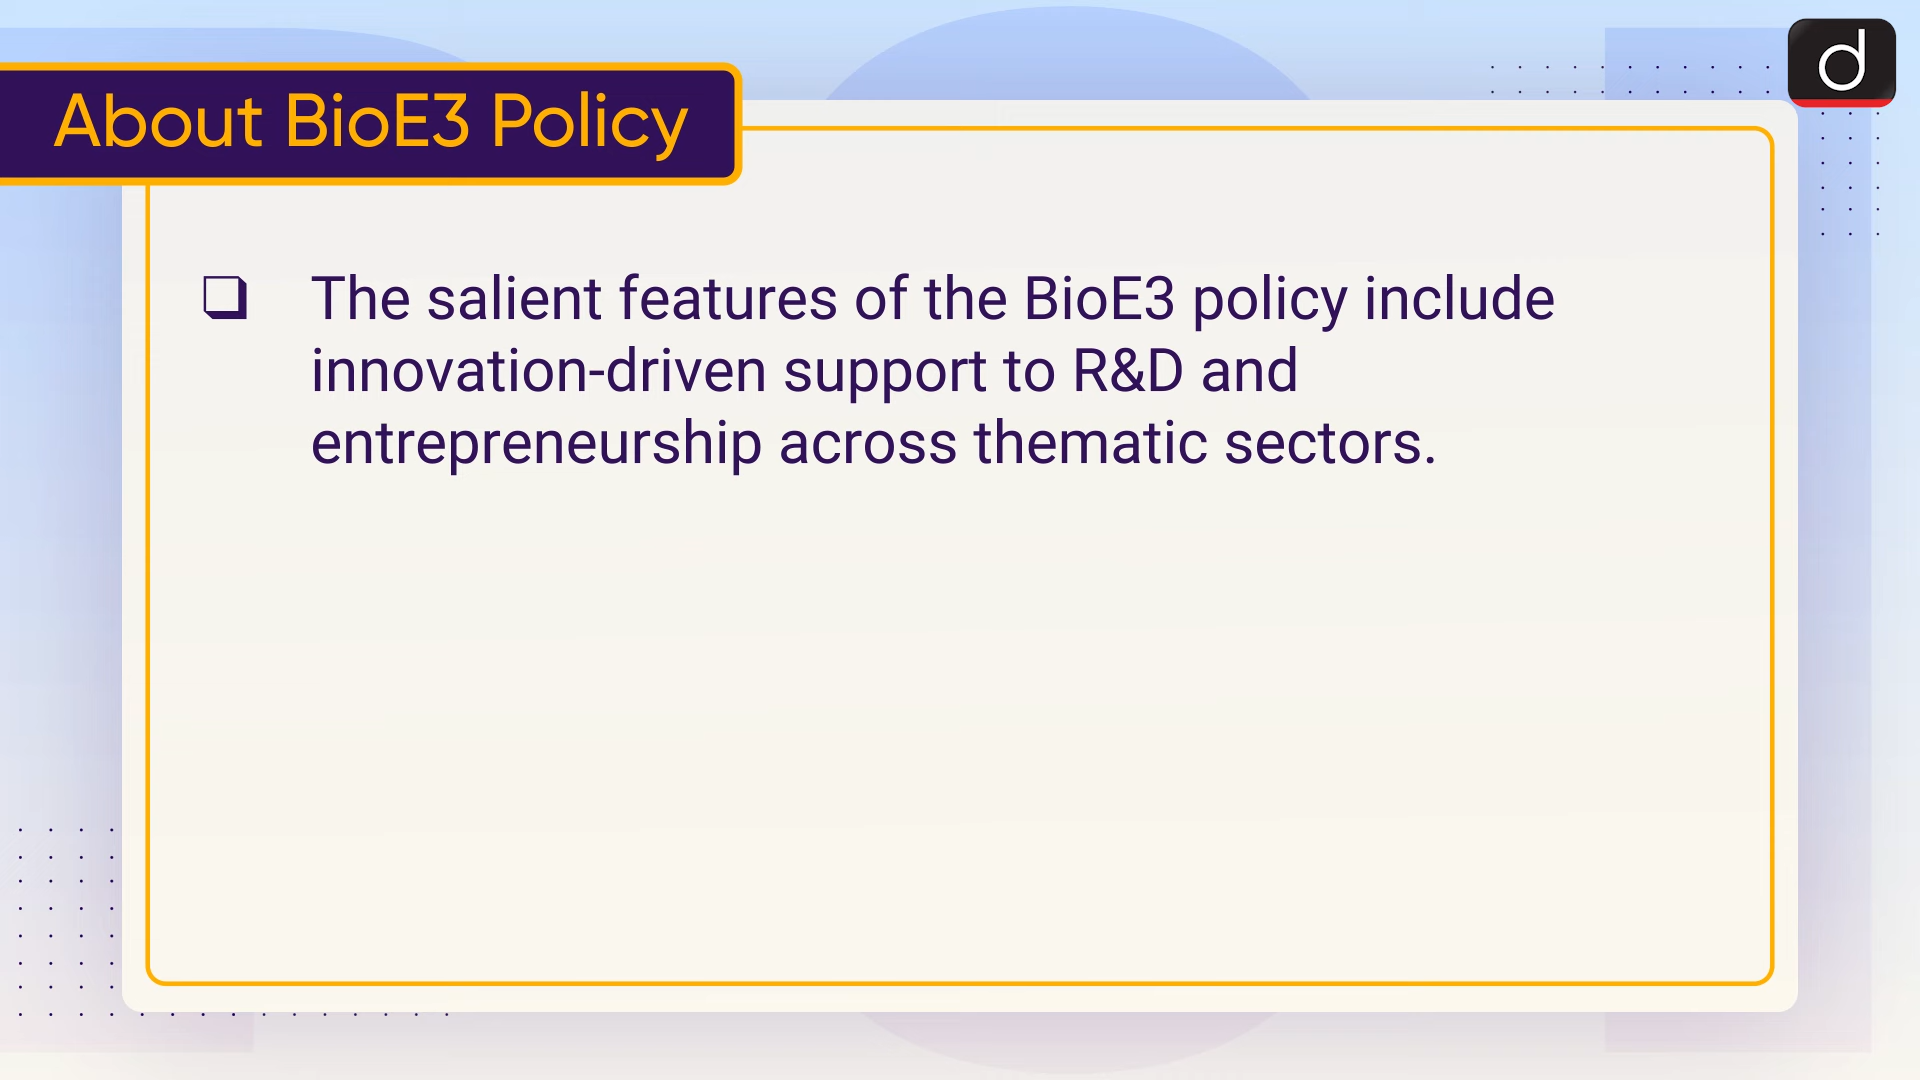 About BioE3 Policy
d
❑ The salient features of the BioE3 policy include
innovation-driven support to R&D and
entrepreneurship across thematic sectors.